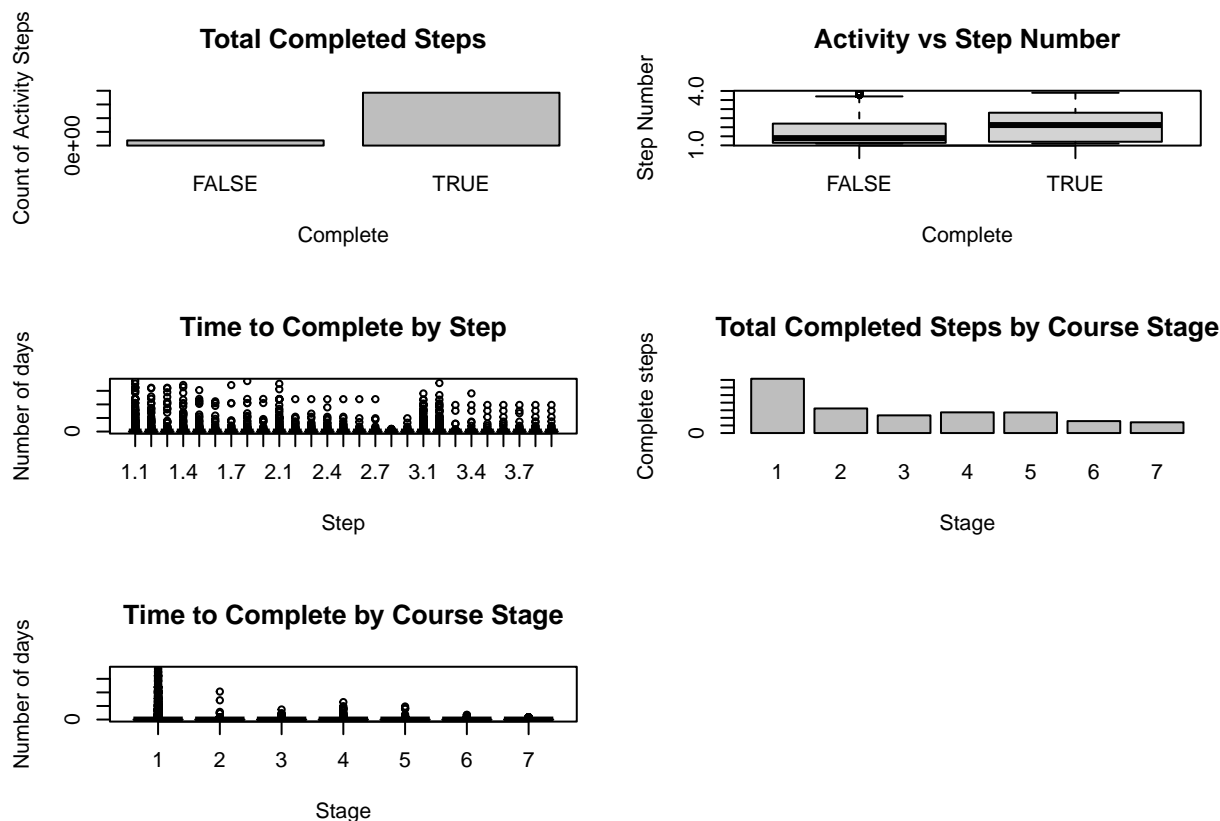 Total Completed Steps
Count of Activity Steps
0e+00
FALSE TRUE
Complete
Activity vs Step Number
Step Number
4.0
1.0
FALSE TRUE
Complete
Time to Complete by Step
Number of days
0
1.1 1.4 1.7 2.1 2.4 2.7 3.1 3.4 3.7
Step
Total Completed Steps by Course Stage
Complete steps
0
1 2 3 4 5 6 7
Stage
Time to Complete by Course Stage
Number of days
0
1 2 3 4 5 6 7
Stage